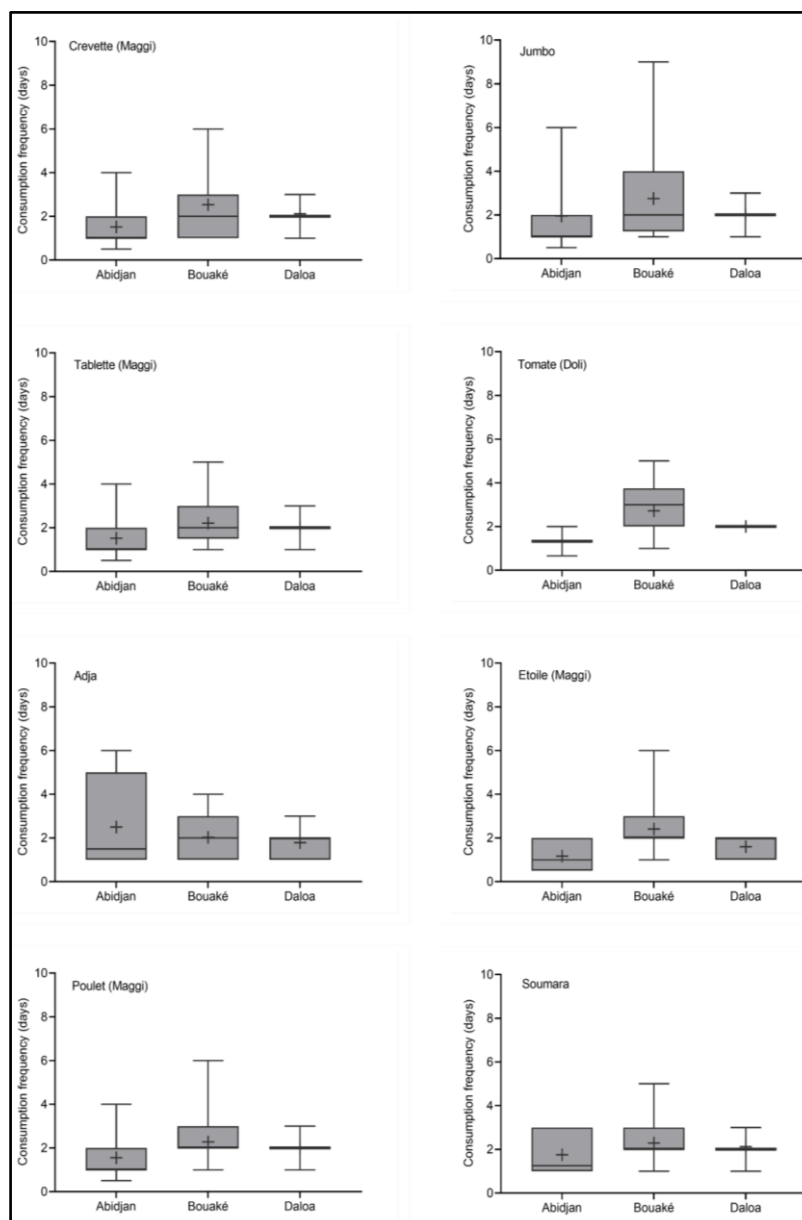 Crevette (Maggi)
Consumption frequency (days)
10
8
6
4
2
0
Abidjan Bouaké Daloa
Jumbo
Consumption frequency (days)
10
8
6
4
2
0
Abidjan Bouaké Daloa
Tablette (Maggi)
Consumption frequency (days)
10
8
6
4
2
0
Abidjan Bouaké Daloa
Tomate (Doli)
Consumption frequency (days)
10
8
6
4
2
0
Abidjan Bouaké Daloa
Adja
Consumption frequency (days)
10
8
6
4
2
0
Abidjan Bouaké Daloa
Etoile (Maggi)
Consumption frequency (days)
10
8
6
4
2
0
Abidjan Bouaké Daloa
Poulet (Maggi)
Consumption frequency (days)
10
8
6
4
2
0
Abidjan Bouaké Daloa
Soumara
Consumption frequency (days)
10
8
6
4
2
0
Abidjan Bouaké Daloa